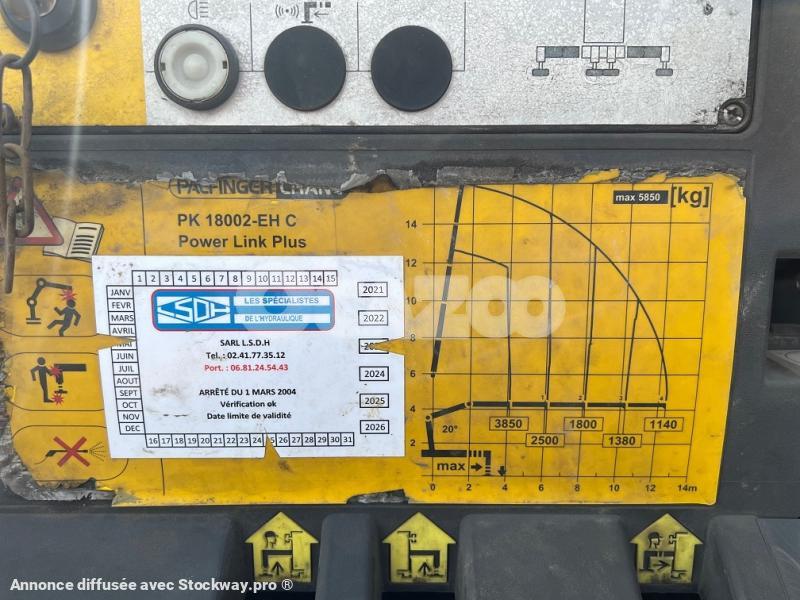 PALFINGER CRANE
max 5850 [kg]
PK 18002-EH C
Power Link Plus
14
12
10
8
6
4
2
1 2 3 4 5 6 7 8 9 10 11 12 13 14 15
JANV
FEVR
MARS
AVRIL
MAI
JUIN
JUIL
AOUT
SEPT
OCT
NOV
DEC
2021
2022
2024
2025
2026
LSDH
LES SPÉCIALISTES
DE L'HYDRAULIQUE
SARL L.S.D.H
Tel. : 02.41.77.35.12
Port. : 06.81.24.54.43
ARRÊTÉ DU 1 MARS 2004
Vérification ok
Date limite de validité
16 17 18 19 20 21 22 23 24 25 26 27 28 29 30 31
20°
3850
2500
1800
1380
1140
max
0 2 4 6 8 10 12 14m
AZOO
Annonce diffusée avec Stockway.pro ®